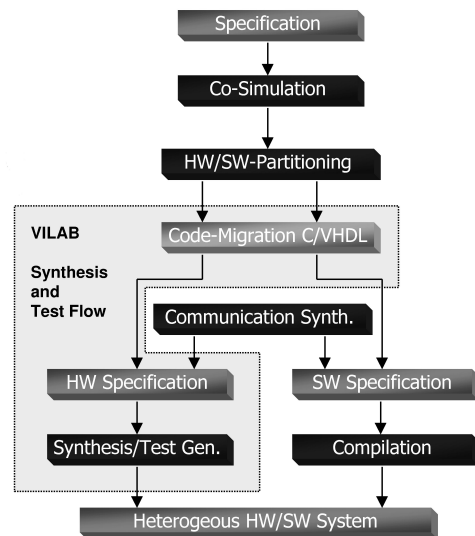 Specification
Co-Simulation
HW/SW-Partitioning
VILAB
Code-Migration C/VHDL
Synthesis
and
Test Flow
Communication Synth.
HW Specification
SW Specification
Synthesis/Test Gen.
Compilation
Heterogeous HW/SW System